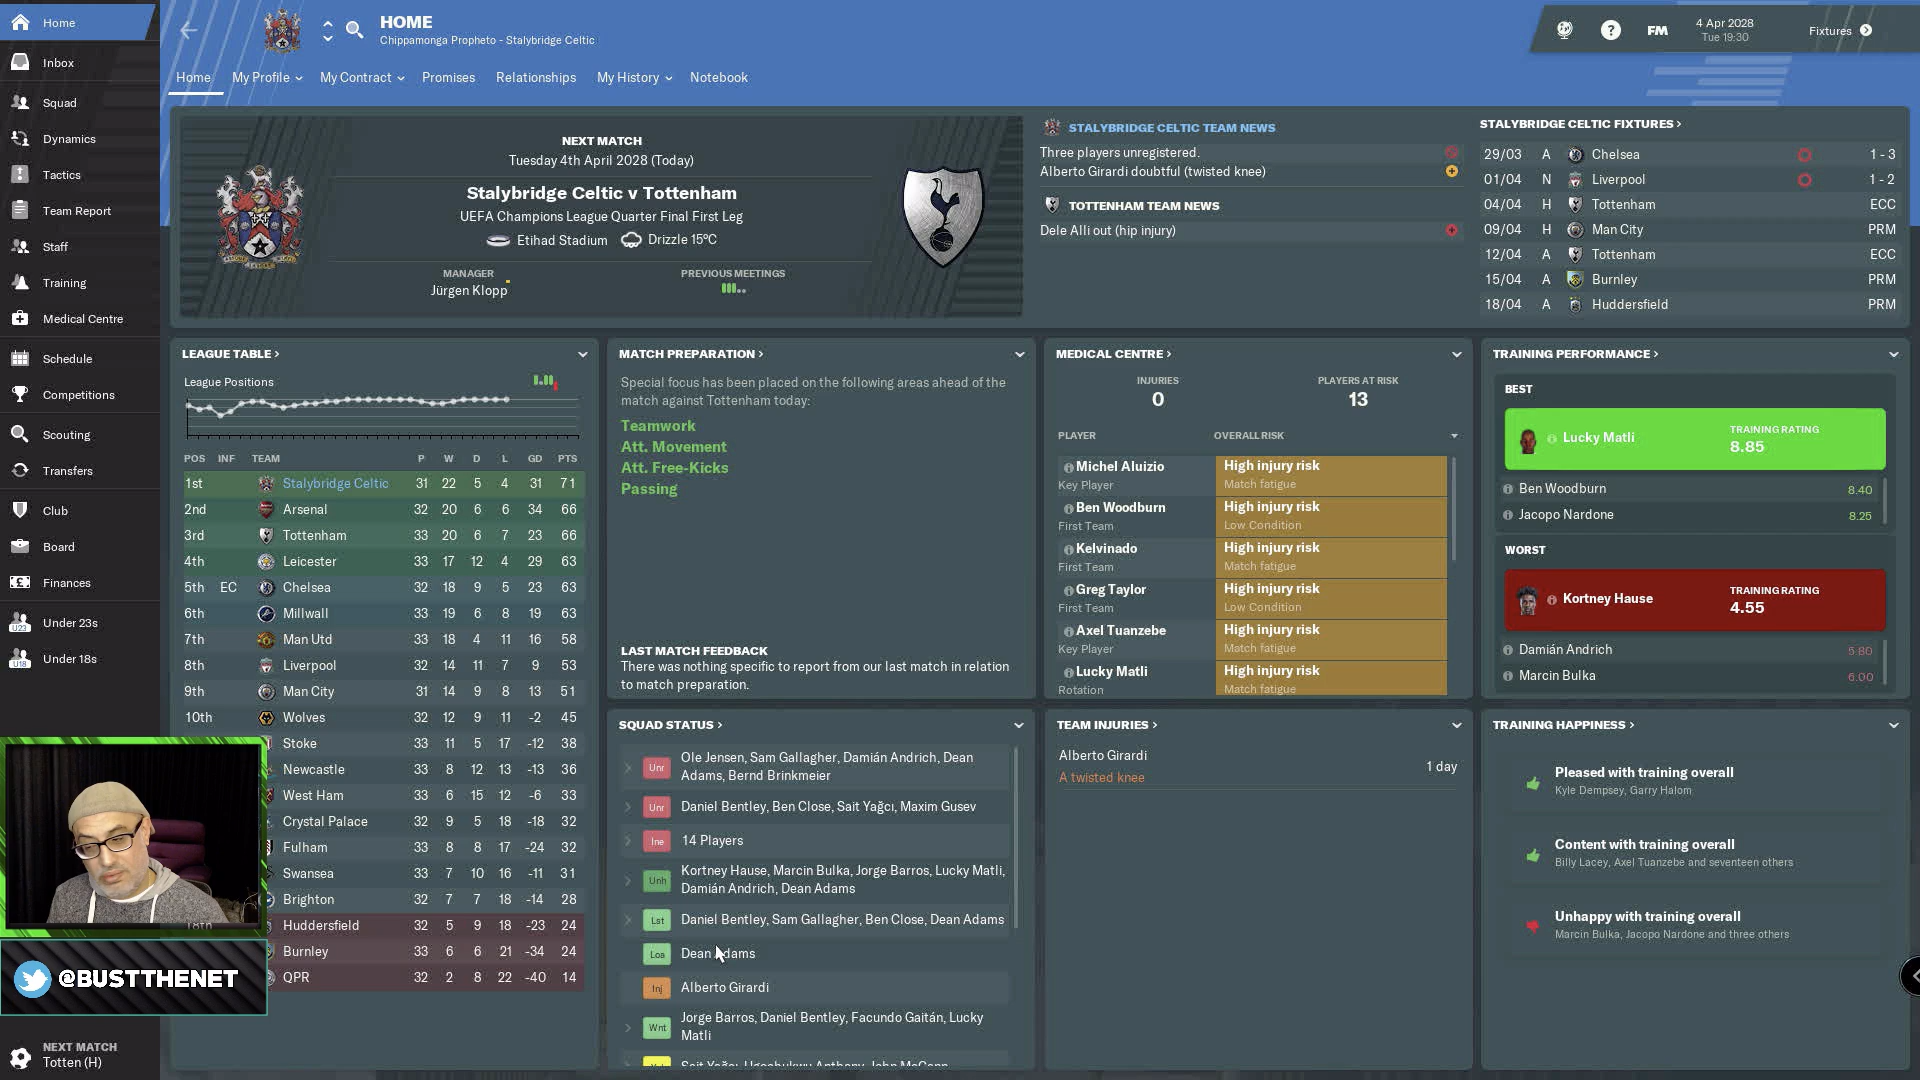 Home
Inbox
Squad
Dynamics
Tactics
Team Report
Staff
Training
Medical Centre
Schedule
Competitions
Scouting
Transfers
Club
Board
Finances
U23
Under 23s
U18
Under 18s
@BUSTTHENET
NEXT MATCH
Totten (H)
HOME
Chippamonga Propheto - Stalybridge Celtic
?
FM
4 Apr 2028
Tue 19:30
Fixtures
Home My Profile My Contract Promises Relationships My History Notebook
NEXT MATCH
Tuesday 4th April 2028 (Today)
Stalybridge Celtic v Tottenham
UEFA Champions League Quarter Final First Leg
Etihad Stadium Drizzle 15ºC
MANAGER
Jürgen Klopp
PREVIOUS MEETINGS
STALYBRIDGE CELTIC TEAM NEWS
Three players unregistered.
Alberto Girardi doubtful (twisted knee)
TOTTENHAM TEAM NEWS
Dele Alli out (hip injury)
STALYBRIDGE CELTIC FIXTURES >
29/03 A Chelsea 1 - 3
01/04 N Liverpool 1 - 2
04/04 H Tottenham ECC
09/04 H Man City PRM
12/04 A Tottenham ECC
15/04 A Burnley PRM
18/04 A Huddersfield PRM
LEAGUE TABLE >
League Positions
POS INF TEAM P W D L GD PTS
1st Stalybridge Celtic 31 22 5 4 31 71
2nd Arsenal 32 20 6 6 34 66
3rd Tottenham 33 20 6 7 23 66
4th Leicester 33 17 12 4 29 63
5th EC Chelsea 32 18 9 5 23 63
6th Millwall 33 19 6 8 19 63
7th Man Utd 33 18 4 11 16 58
8th Liverpool 32 14 11 7 9 53
9th Man City 31 14 9 8 13 51
10th Wolves 32 12 9 11 -2 45
Stoke 33 11 5 17 -12 38
Newcastle 33 8 12 13 -13 36
West Ham 33 6 15 12 -6 33
Crystal Palace 32 9 5 18 -18 32
Fulham 33 8 8 17 -24 32
Swansea 33 7 10 16 -11 31
Brighton 32 7 7 18 -14 28
18th Huddersfield 32 5 9 18 -23 24
Burnley 33 6 6 21 -34 24
QPR 32 2 8 22 -40 14
MATCH PREPARATION >
Special focus has been placed on the following areas ahead of the
match against Tottenham today:
Teamwork
Att. Movement
Att. Free-Kicks
Passing
LAST MATCH FEEDBACK
There was nothing specific to report from our last match in relation
to match preparation.
MEDICAL CENTRE >
INJURIES
0
PLAYERS AT RISK
13
PLAYER OVERALL RISK
Michel Aluizio High injury risk
Key Player Match fatigue
Ben Woodburn High injury risk
First Team Low Condition
Kelvinado High injury risk
First Team Match fatigue
Greg Taylor High injury risk
First Team Low Condition
Axel Tuanzebe High injury risk
Key Player Match fatigue
Lucky Matli High injury risk
Rotation Match fatigue
TRAINING PERFORMANCE >
BEST
Lucky Matli
TRAINING RATING
8.85
Ben Woodburn 8.40
Jacopo Nardone 8.25
WORST
Kortney Hause
TRAINING RATING
4.55
Damián Andrich 5.80
Marcin Bulka 6.00
SQUAD STATUS >
Unr Ole Jensen, Sam Gallagher, Damián Andrich, Dean
Adams, Bernd Brinkmeier
Unr Daniel Bentley, Ben Close, Sait Yağcı, Maxim Gusev
Ine 14 Players
Unh Kortney Hause, Marcin Bulka, Jorge Barros, Lucky Matli,
Damián Andrich, Dean Adams
Lst Daniel Bentley, Sam Gallagher, Ben Close, Dean Adams
Loa Dean Adams
Inj Alberto Girardi
Wnt Jorge Barros, Daniel Bentley, Facundo Gaitán, Lucky
Matli
Sait Yağcı, Ugochukwu Anthony, John McCann
TEAM INJURIES >
Alberto Girardi
A twisted knee
1 day
TRAINING HAPPINESS >
Pleased with training overall
Kyle Dempsey, Garry Halom
Content with training overall
Billy Lacey, Axel Tuanzebe and seventeen others
Unhappy with training overall
Marcin Bulka, Jacopo Nardone and three others